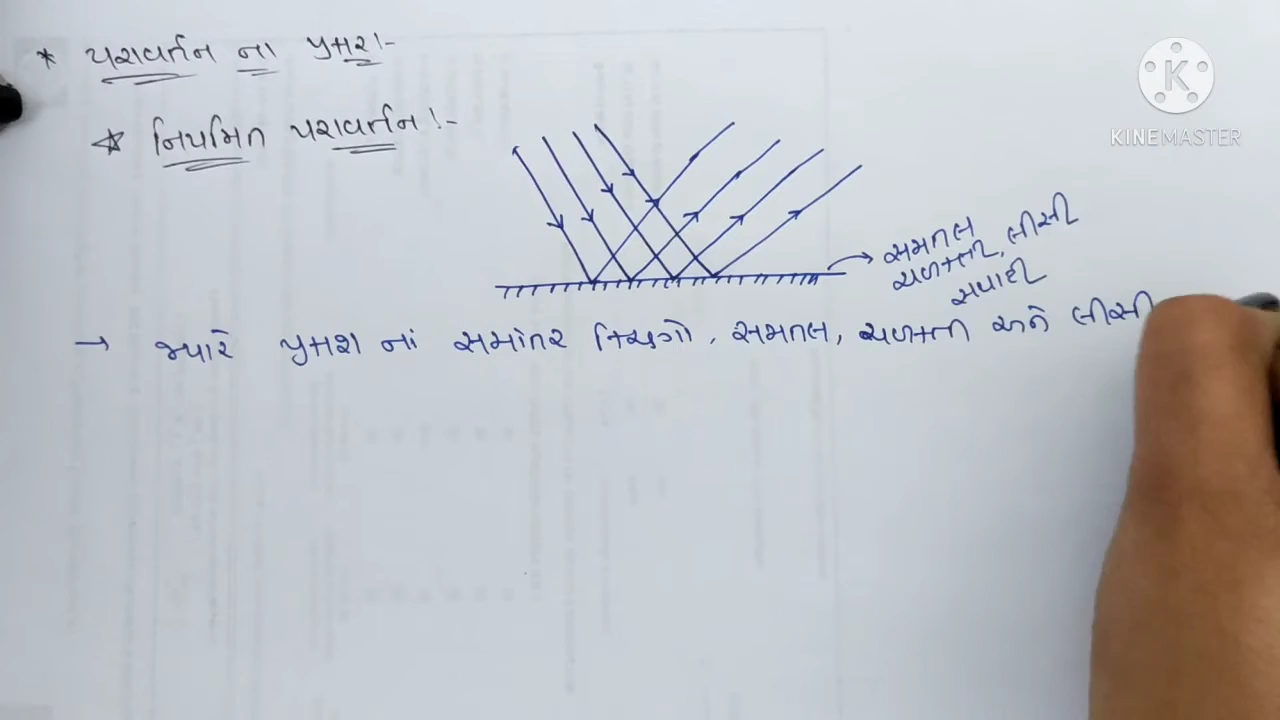 * પરાવર્તન ના પ્રકાર :-
K
KINEMASTER
☆ નિયમિત પરાવર્તન :-
સમતલ
ચળકતી, લીસી
સપાટી
→ જ્યારે પ્રકાશ નાં સમાંતર કિરણો, સમતલ, ચળકતી અને લીસી